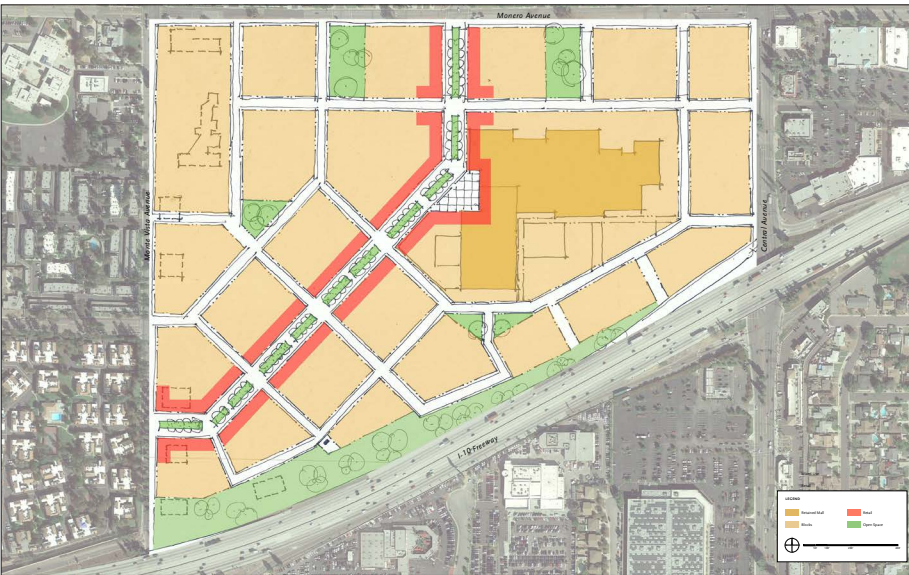 Monero Avenue
Monte Vista Avenue
Central Avenue
I-10 Freeway
LEGEND
Retained Mall
Retail
Blocks
Open Space